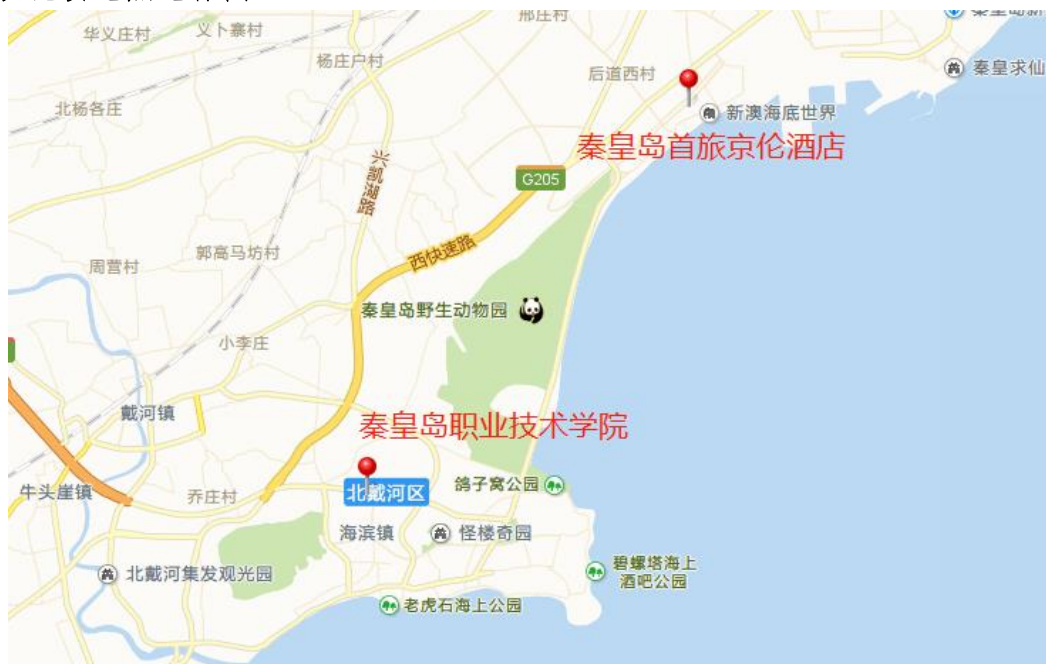 华义庄村
义卜寨村
邢庄村
杨庄户村
后道西村
秦皇求仙
北杨各庄
新澳海底世界
秦皇岛首旅京伦酒店
兴凯湖路
G205
西快速路
郭高马坊村
周营村
秦皇岛野生动物园
小李庄
戴河镇
秦皇岛职业技术学院
牛头崖镇
乔庄村
北戴河区
鸽子窝公园
海滨镇
怪楼奇园
碧螺塔海上
酒吧公园
北戴河集发观光园
老虎石海上公园